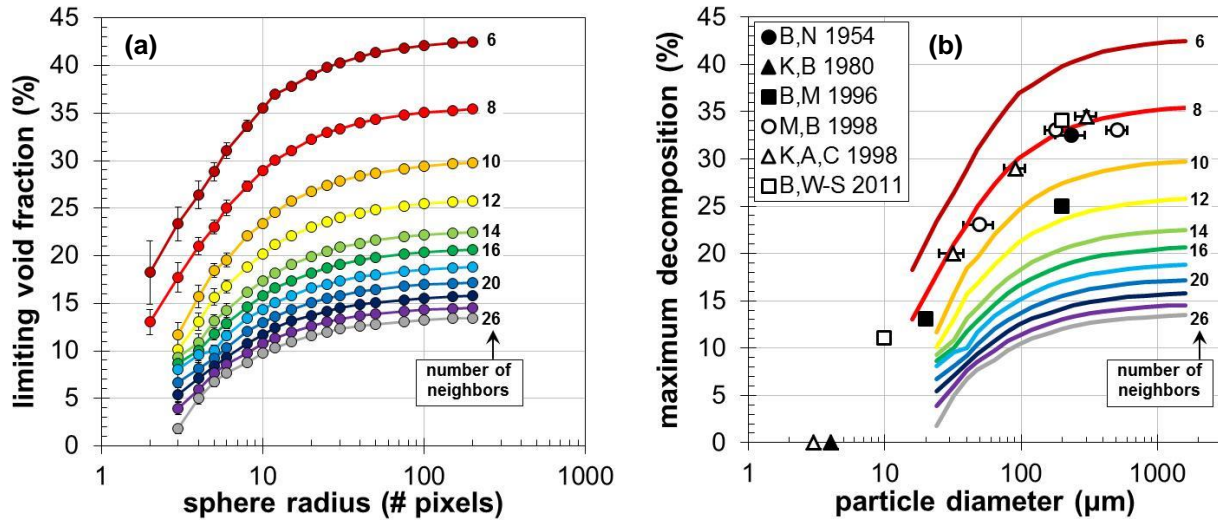 45
40
35
30
25
20
15
10
5
0
limiting void fraction (%)
(a)
6
8
10
12
14
16
20
26
number of
neighbors
1
10
100
1000
sphere radius (# pixels)
45
40
35
30
25
20
15
10
5
0
maximum decomposition (%)
B,N 1954
K,B 1980
B,M 1996
M,B 1998
K,A,C 1998
B,W-S 2011
(b)
6
8
10
12
14
16
20
26
number of
neighbors
1
10
100
1000
particle diameter (µm)